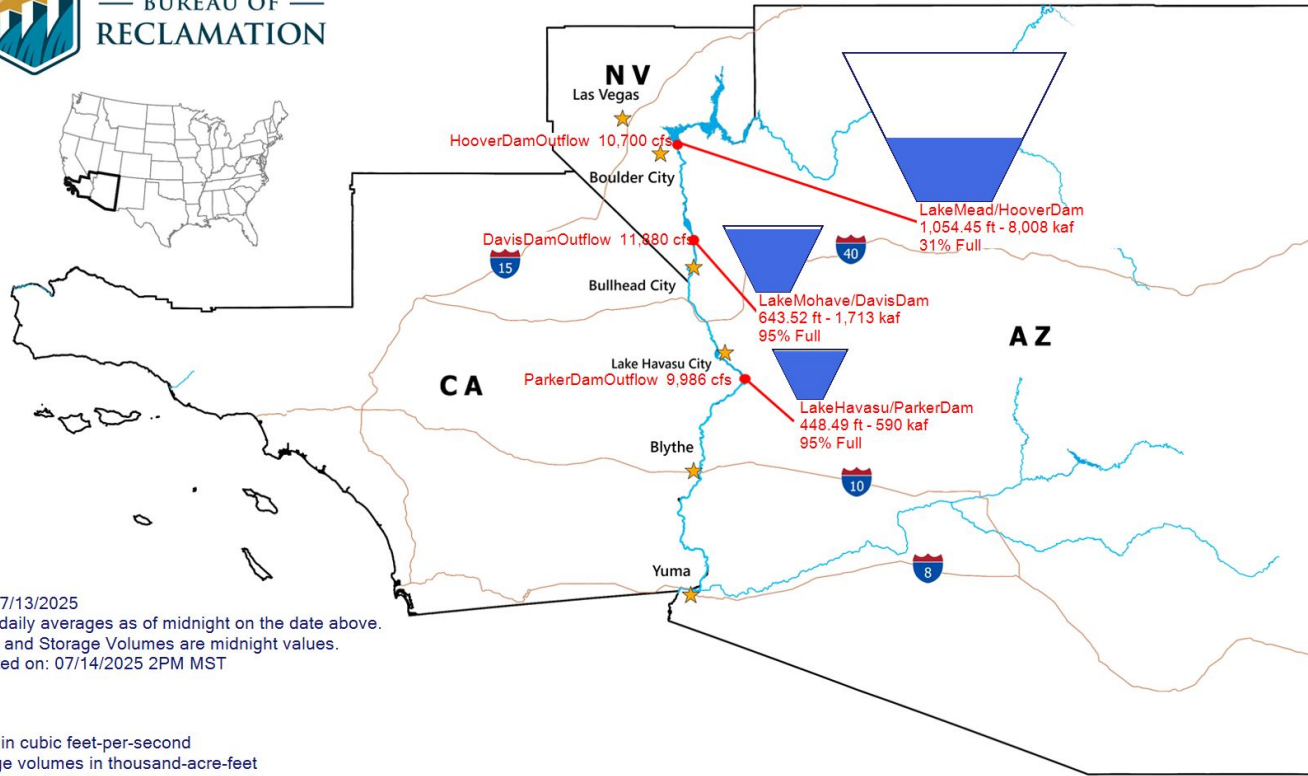 BUREAU OF
RECLAMATION
NV
Las Vegas
HooverDamOutflow 10,700 cfs
Boulder City
LakeMead/HooverDam
1,054.45 ft - 8,008 kaf
31% Full
DavisDamOutflow 11,880 cfs
15
40
Bullhead City
LakeMohave/DavisDam
643.52 ft - 1,713 kaf
95% Full
AZ
Lake Havasu City
CA
ParkerDamOutflow 9,986 cfs
LakeHavasu/ParkerDam
448.49 ft - 590 kaf
95% Full
Blythe
10
Yuma
8
7/13/2025
daily averages as of midnight on the date above.
and Storage Volumes are midnight values.
ed on: 07/14/2025 2PM MST
in cubic feet-per-second
ge volumes in thousand-acre-feet